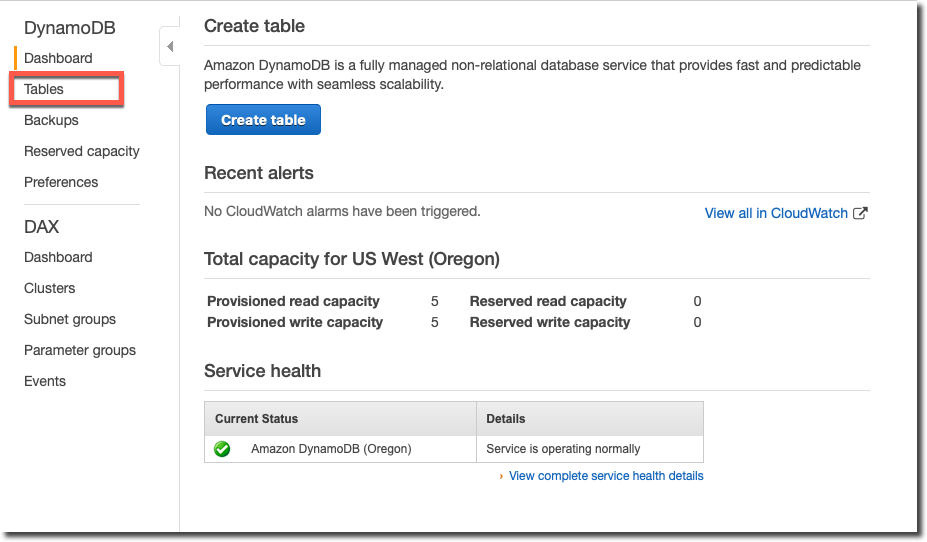 DynamoDB
Dashboard
Tables
Backups
Reserved capacity
Preferences
DAX
Dashboard
Clusters
Subnet groups
Parameter groups
Events
Create table
Amazon DynamoDB is a fully managed non-relational database service that provides fast and predictable
performance with seamless scalability.
Create table
Recent alerts
No CloudWatch alarms have been triggered.
View all in CloudWatch
Total capacity for US West (Oregon)
Provisioned read capacity 5 Reserved read capacity 0
Provisioned write capacity 5 Reserved write capacity 0
Service health
Current Status Details
Amazon DynamoDB (Oregon) Service is operating normally
› View complete service health details